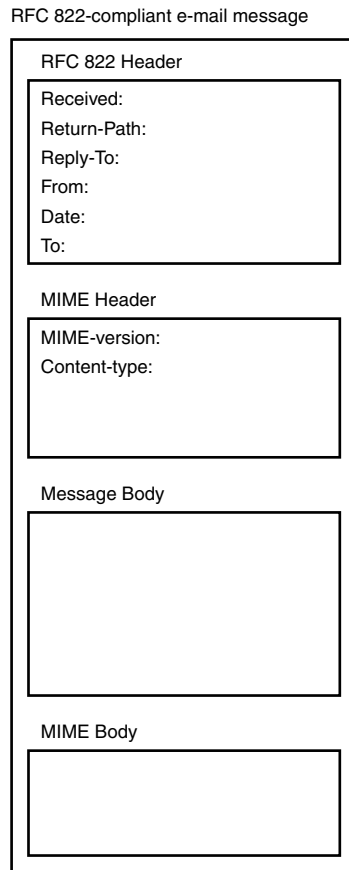 RFC 822-compliant e-mail message
RFC 822 Header
Received:
Return-Path:
Reply-To:
From:
Date:
To:
MIME Header
MIME-version:
Content-type:
Message Body
MIME Body